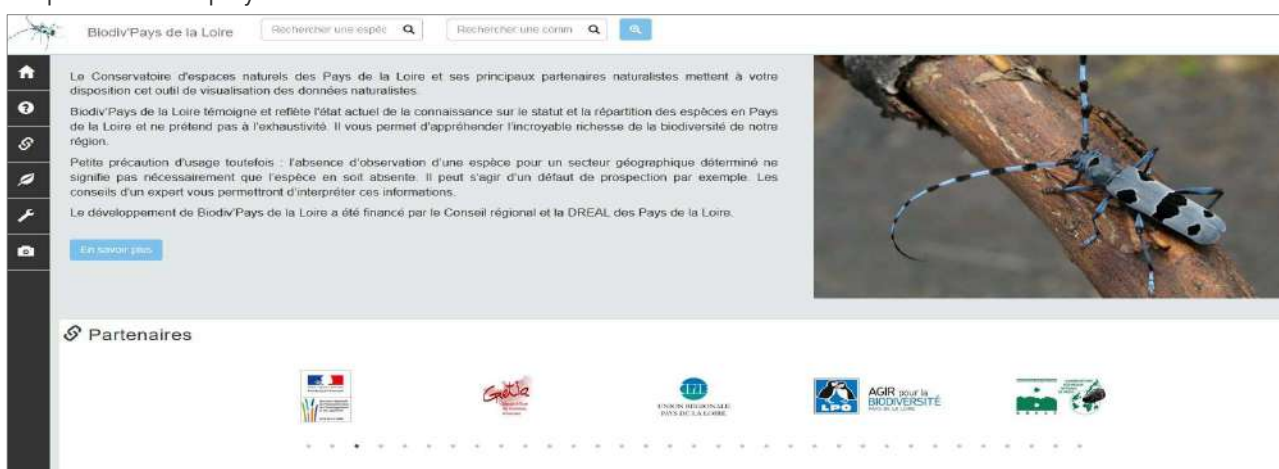 Biodiv'Pays de la Loire
Rechercher une espèc
Rechercher une comm
Le Conservatoire d'espaces naturels des Pays de la Loire et ses principaux partenaires naturalistes mettent à votre
disposition cet outil de visualisation des données naturalistes.
Biodiv'Pays de la Loire témoigne et reflète l'état actuel de la connaissance sur le statut et la répartition des espèces en Pays
de la Loire et ne prétend pas à l'exhaustivité. Il vous permet d'appréhender l'incroyable richesse de la biodiversité de notre
région.
Petite précaution d'usage toutefois : l'absence d'observation d'une espèce pour un secteur géographique déterminé ne
signifie pas nécessairement que l'espèce en soit absente. Il peut s'agir d'un défaut de prospection par exemple. Les
conseils d'un expert vous permettront d'interpréter ces informations.
Le développement de Biodiv'Pays de la Loire a été financé par le Conseil régional et la DREAL des Pays de la Loire.
En savoir plus
Partenaires
Gretia
UNION REGIONALE
PAYS DE LA LOIRE
LPO
AGIR pour la
BIODIVERSITÉ
PAYS DE LA LOIRE